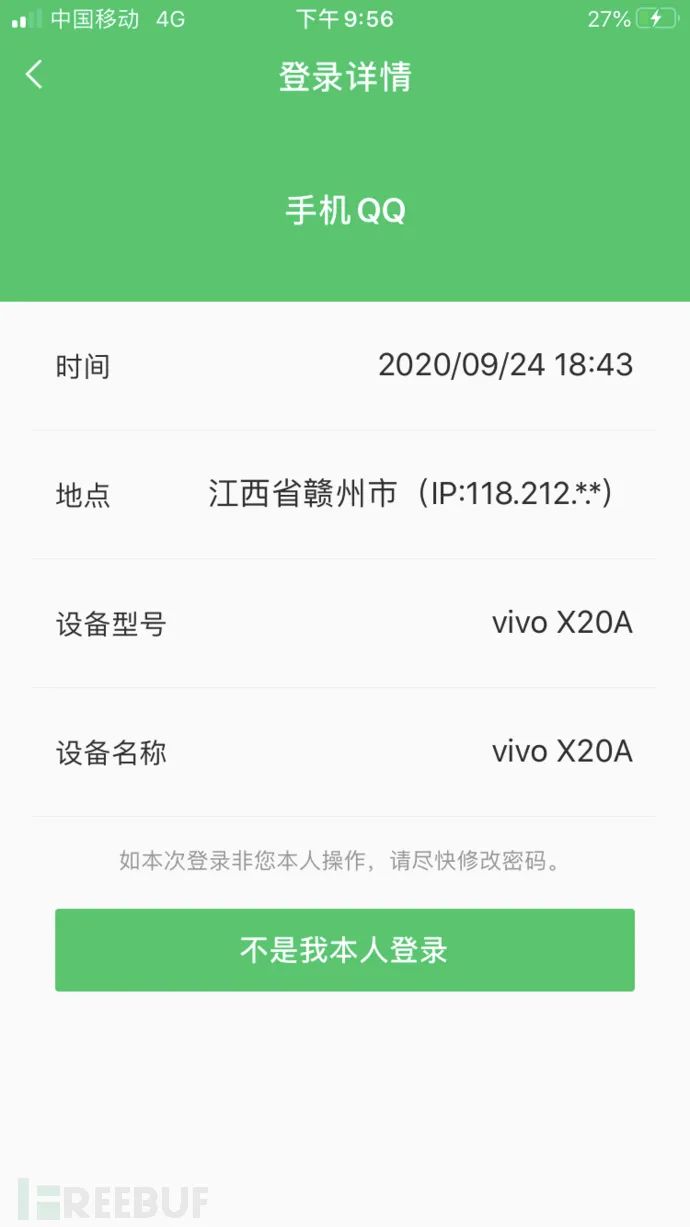 中国移动 4G 下午9:56 27%
登录详情
手机QQ
时间 2020/09/24 18:43
地点 江西省赣州市（IP:118.212.*.*）
设备型号 vivo X20A
设备名称 vivo X20A
如本次登录非您本人操作，请尽快修改密码。
不是我本人登录
FREEBUF